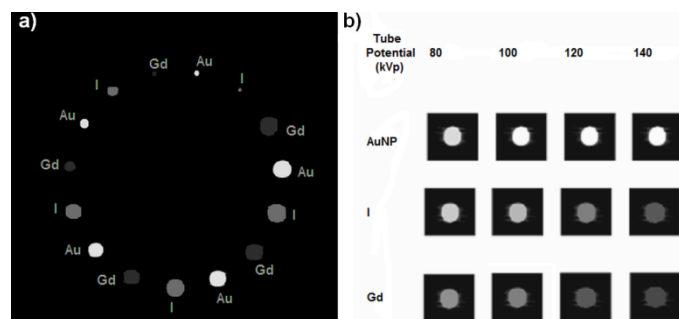 a)
Gd
Au
I
I
Au
Gd
Gd
Au
I
I
Au
Gd
Gd
Au
I
b)
Tube
Potential
(kVp)
80 100 120 140
AuNP
I
Gd